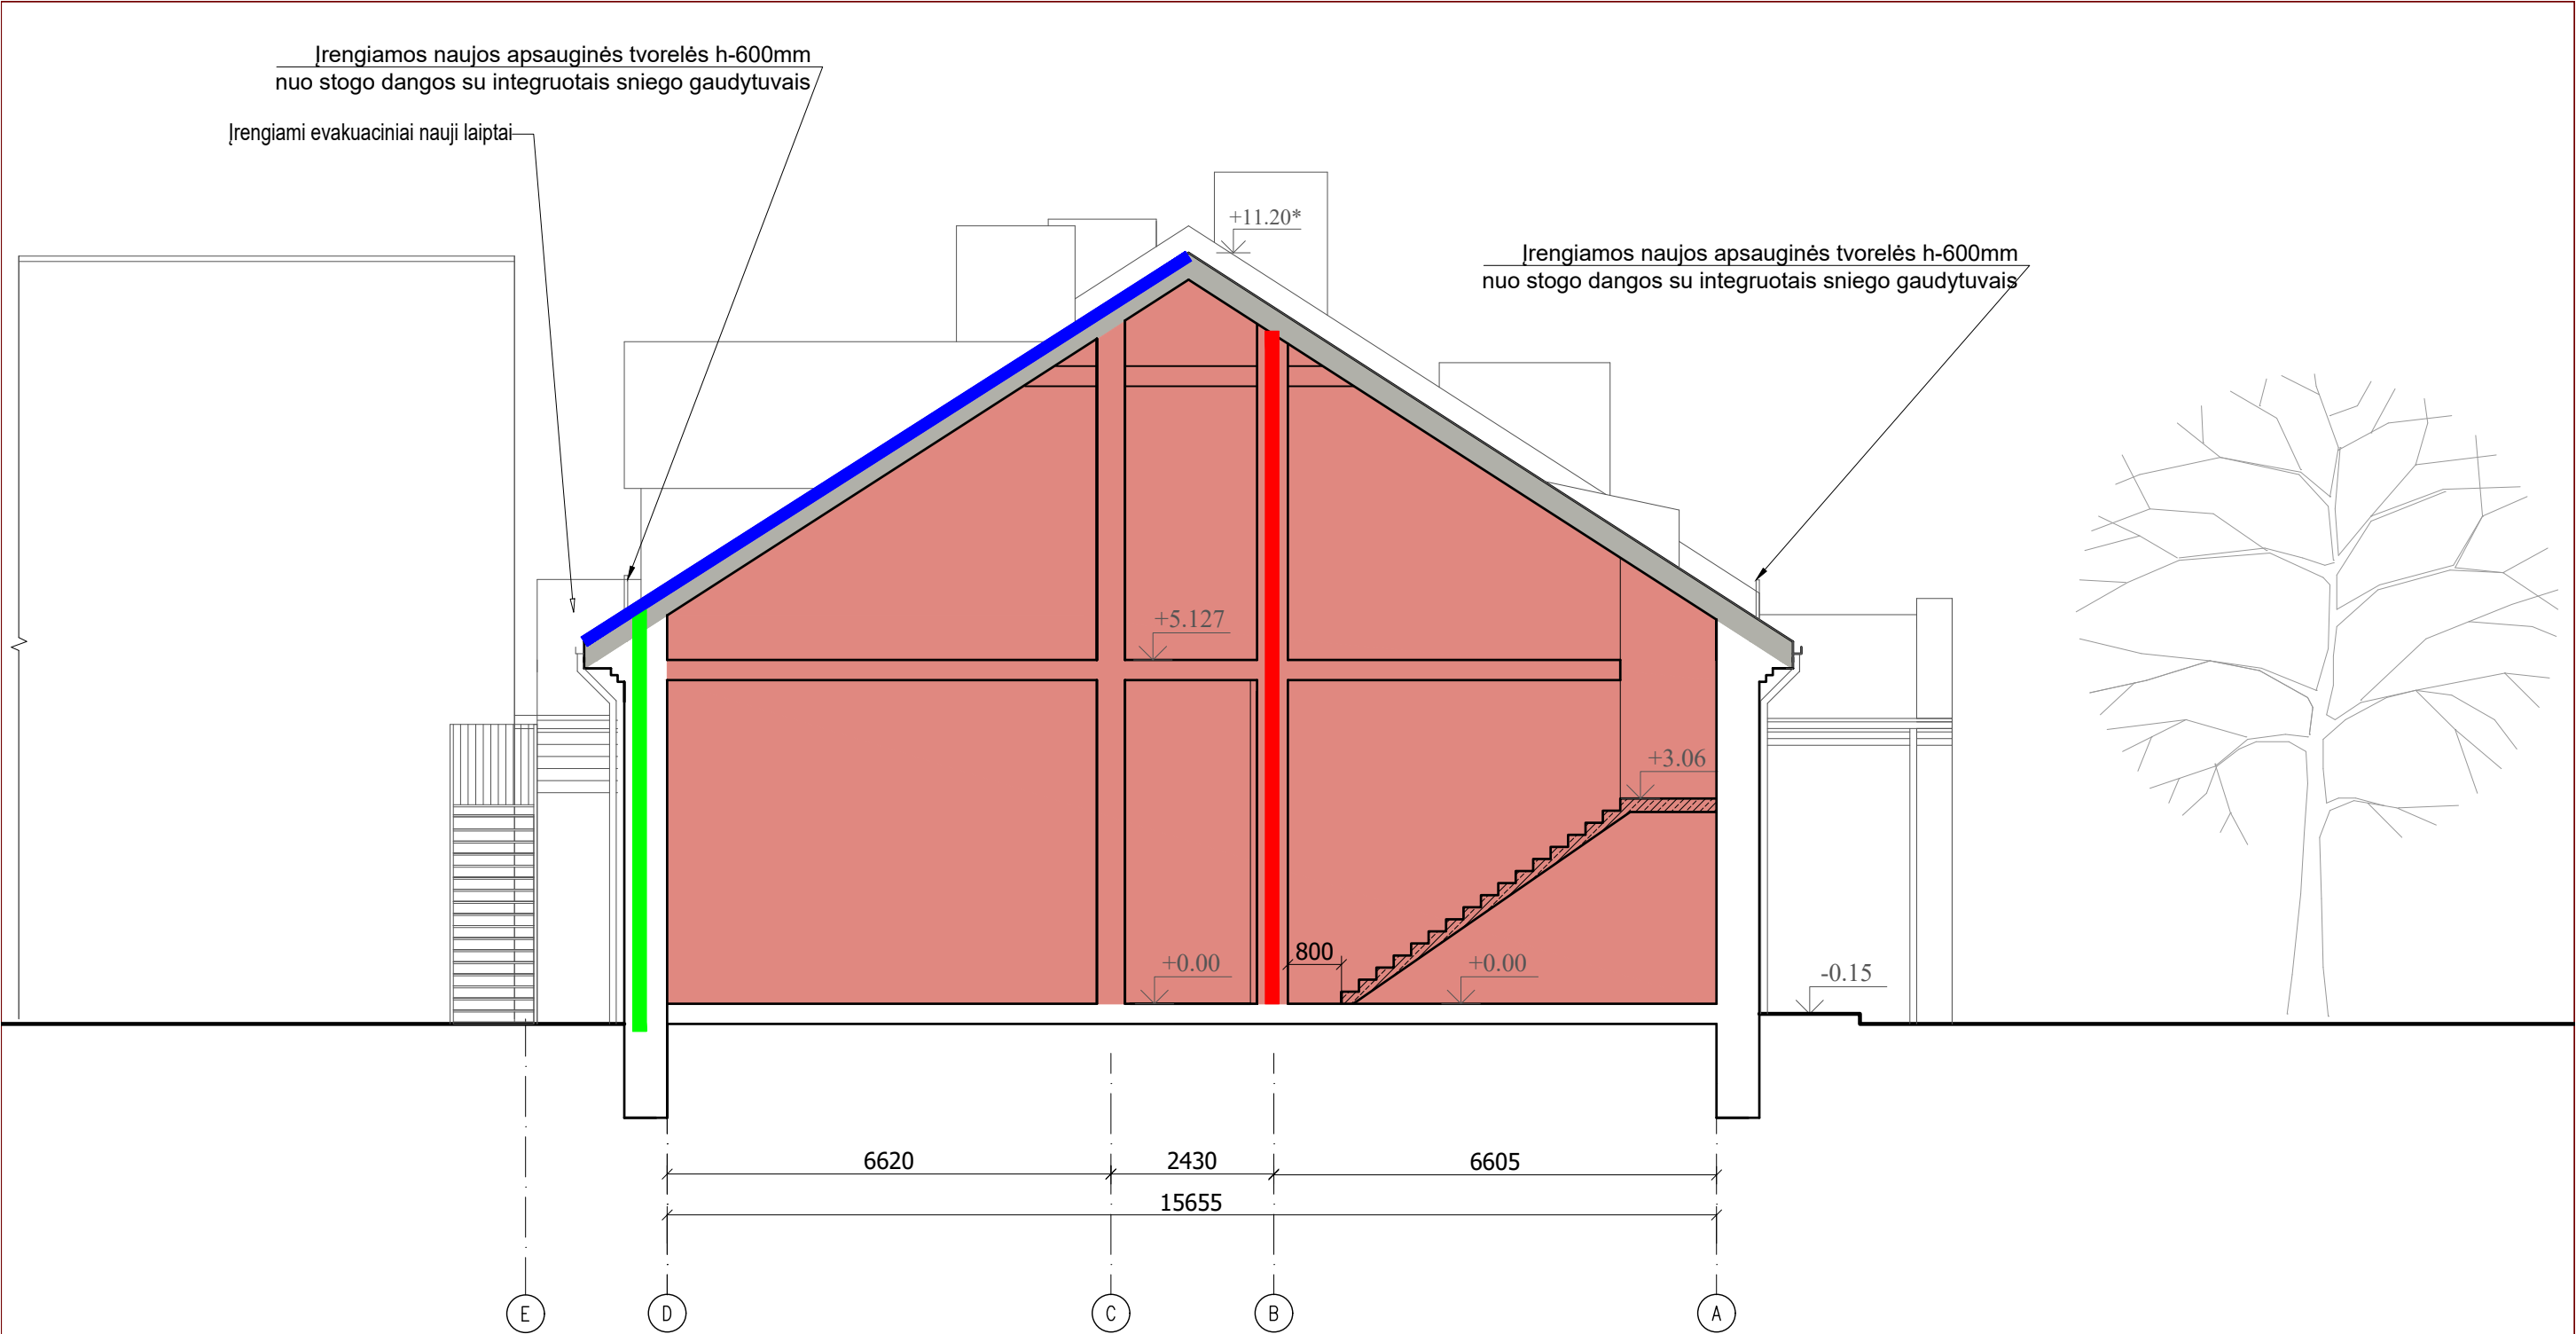 Įrengiamos naujos apsauginės tvorelės h-600mm
nuo stogo dangos su integruotais sniego gaudytuvais
Įrengiami evakuaciniai nauji laiptai
+11.20*
Įrengiamos naujos apsauginės tvorelės h-600mm
nuo stogo dangos su integruotais sniego gaudytuvais
+5.127
+3.06
800
+0.00
+0.00
-0.15
6620
2430
6605
15655
E
D
C
B
A